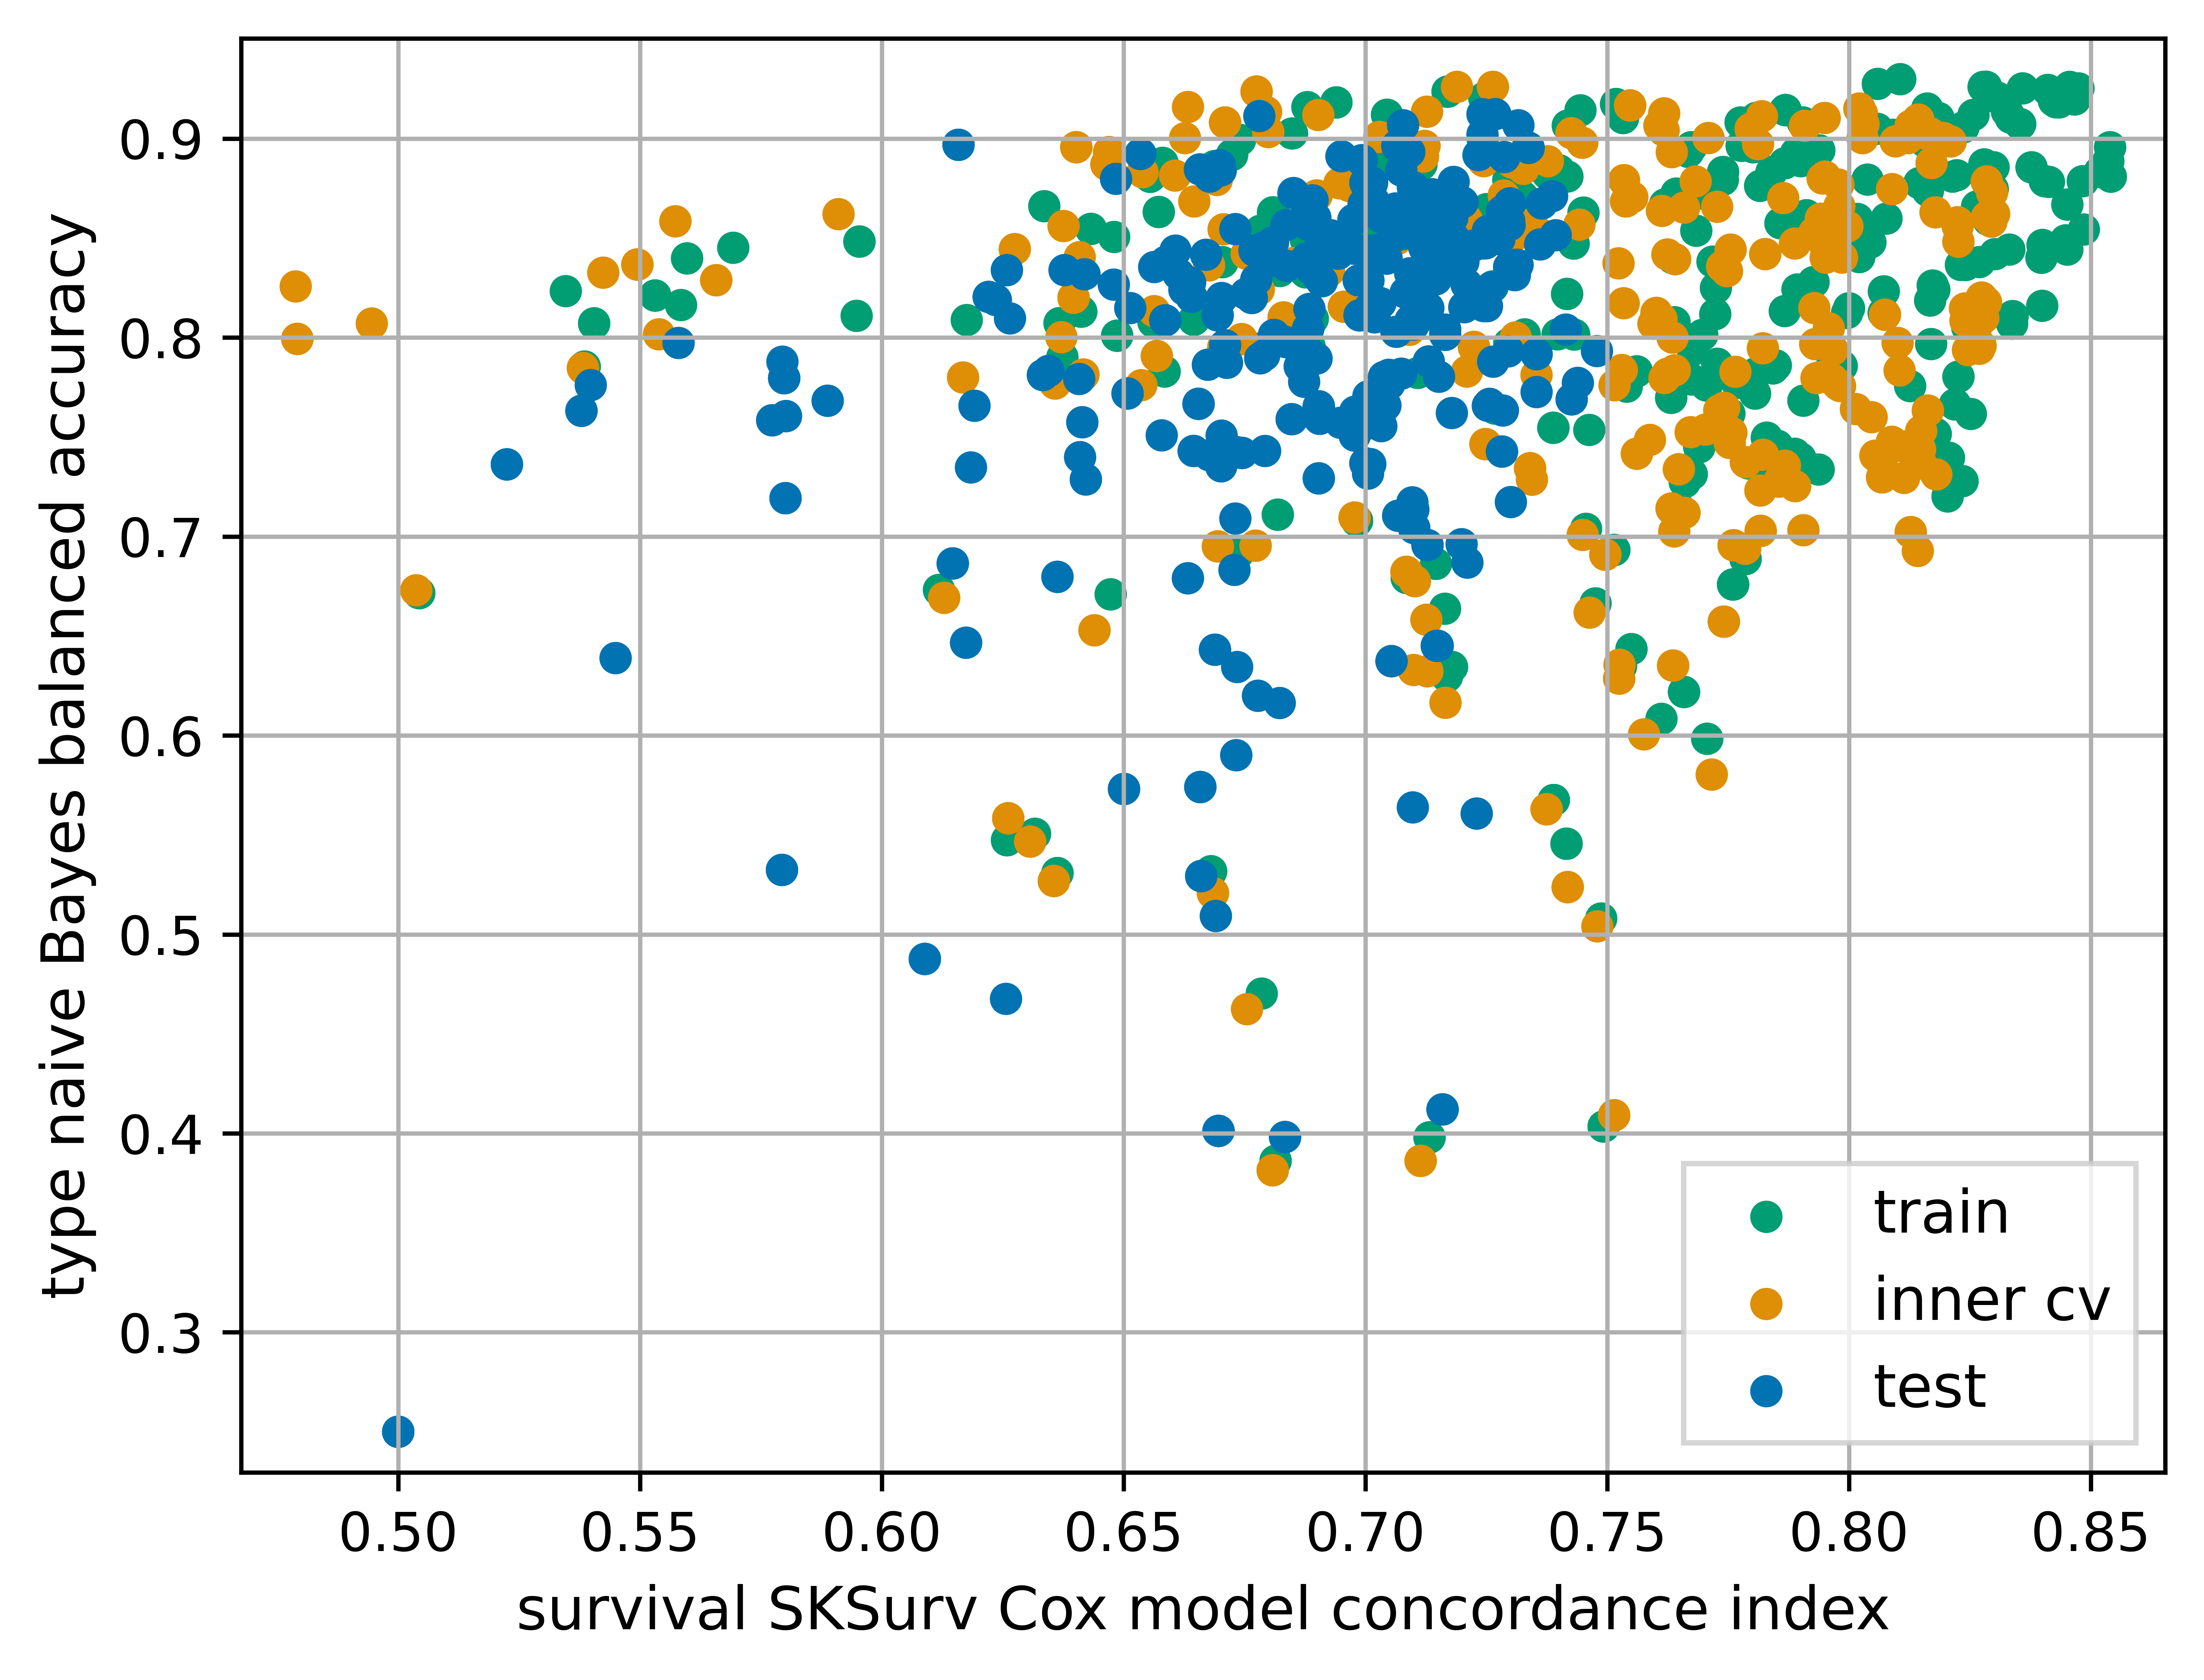 type naive Bayes balanced accuracy
0.9
0.8
0.7
0.6
0.5
0.4
0.3
0.50 0.55 0.60 0.65 0.70 0.75 0.80 0.85
survival SKSurv Cox model concordance index
train
inner cv
test